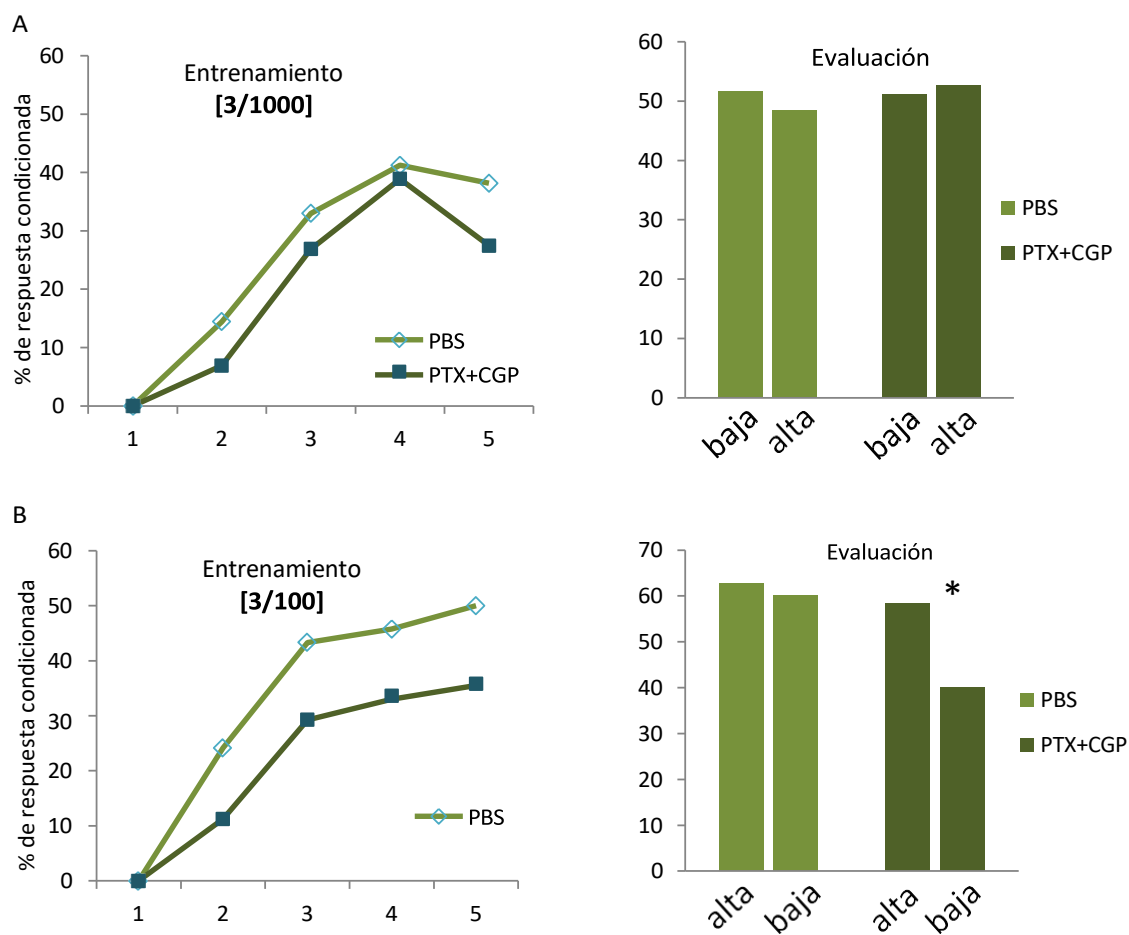 A
% de respuesta condicionada
60
50
40
30
20
10
0
Entrenamiento
[3/1000]
PBS
PTX+CGP
1 2 3 4 5
60
50
40
30
20
10
0
Evaluación
baja alta baja alta
PBS
PTX+CGP
B
% de respuesta condicionada
60
50
40
30
20
10
0
Entrenamiento
[3/100]
PBS
1 2 3 4 5
70
60
50
40
30
20
10
0
Evaluación
*
alta baja alta baja
PBS
PTX+CGP